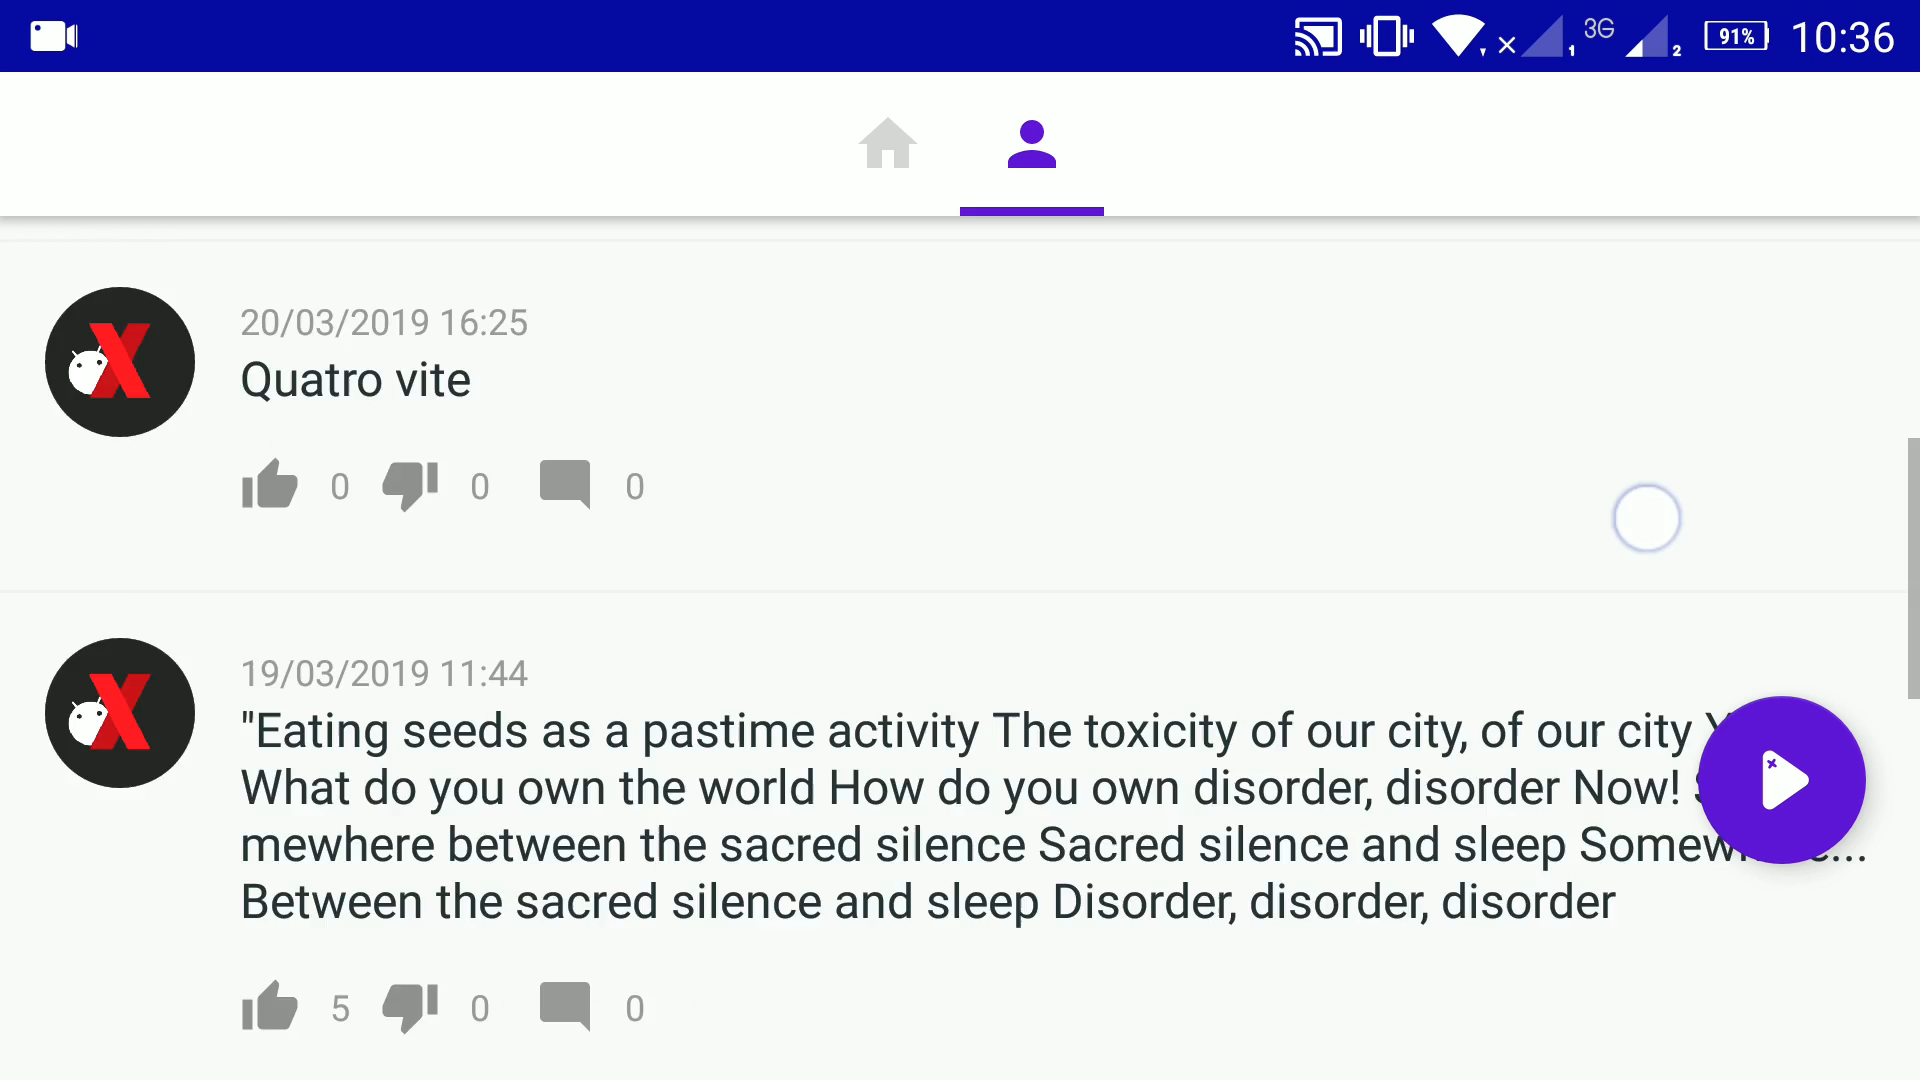 3G
1
2
91%
10:36
20/03/2019 16:25
Quatro vite
0 0 0
19/03/2019 11:44
"Eating seeds as a pastime activity The toxicity of our city, of our city
What do you own the world How do you own disorder, disorder Now!
mewhere between the sacred silence Sacred silence and sleep
Between the sacred silence and sleep Disorder, disorder, disorder
5 0 0